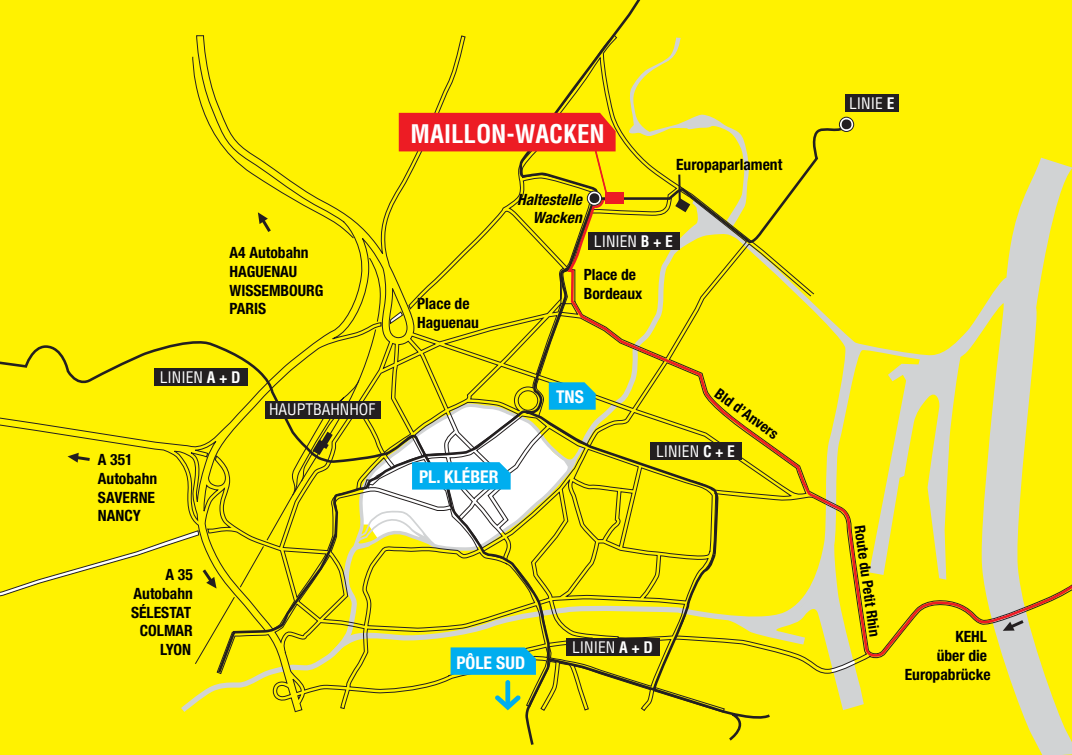 LINIE E
MAILLON-WACKEN
Europaparlament
Haltestelle
Wacken
LINIEN B + E
A4 Autobahn
HAGUENAU
WISSEMBOURG
PARIS
Place de
Bordeaux
Place de
Haguenau
LINIEN A + D
TNS
HAUPTBAHNHOF
Bld d'Anvers
LINIEN C + E
A 351
Autobahn
SAVERNE
NANCY
PL. KLÉBER
Route du Petit Rhin
A 35
Autobahn
SÉLESTAT
COLMAR
LYON
KEHL
über die
Europabrücke
LINIEN A + D
PÔLE SUD